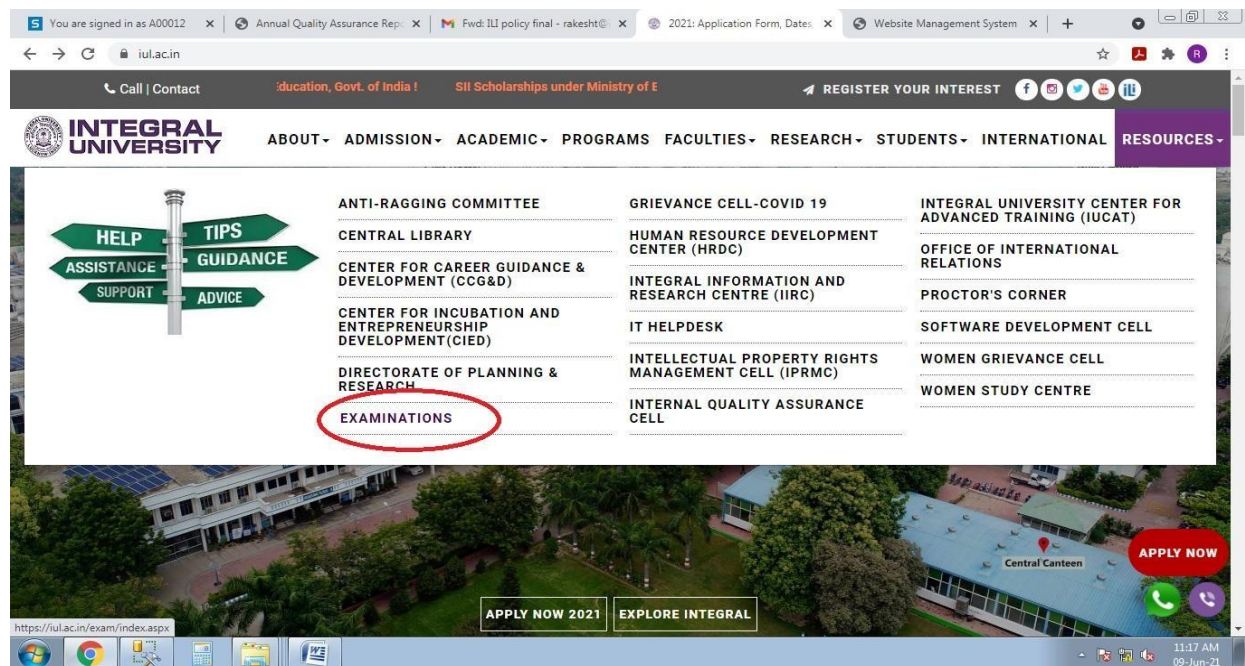 You are signed in as A00012
Annual Quality Assurance Rep
Fwd: ILI policy final - rakesht@
2021: Application Form, Dates,
Website Management System
iul.ac.in
R
Call | Contact
Education, Govt. of India !
SII Scholarships under Ministry of E
REGISTER YOUR INTEREST
INTEGRAL
UNIVERSITY
ABOUT ADMISSION ACADEMIC PROGRAMS FACULTIES RESEARCH STUDENTS INTERNATIONAL RESOURCES
HELP
TIPS
ASSISTANCE
GUIDANCE
SUPPORT
ADVICE
ANTI-RAGGING COMMITTEE
CENTRAL LIBRARY
CENTER FOR CAREER GUIDANCE &
DEVELOPMENT (CCG&D)
CENTER FOR INCUBATION AND
ENTREPRENEURSHIP
DEVELOPMENT(CIED)
DIRECTORATE OF PLANNING &
RESEARCH
EXAMINATIONS
GRIEVANCE CELL-COVID 19
HUMAN RESOURCE DEVELOPMENT
CENTER (HRDC)
INTEGRAL INFORMATION AND
RESEARCH CENTRE (IIRC)
IT HELPDESK
INTELLECTUAL PROPERTY RIGHTS
MANAGEMENT CELL (IPRMC)
INTERNAL QUALITY ASSURANCE
CELL
INTEGRAL UNIVERSITY CENTER FOR
ADVANCED TRAINING (IUCAT)
OFFICE OF INTERNATIONAL
RELATIONS
PROCTOR'S CORNER
SOFTWARE DEVELOPMENT CELL
WOMEN GRIEVANCE CELL
WOMEN STUDY CENTRE
Central Canteen
APPLY NOW
APPLY NOW 2021
EXPLORE INTEGRAL
https://iul.ac.in/exam/index.aspx
11:17 AM
09-Jun-21